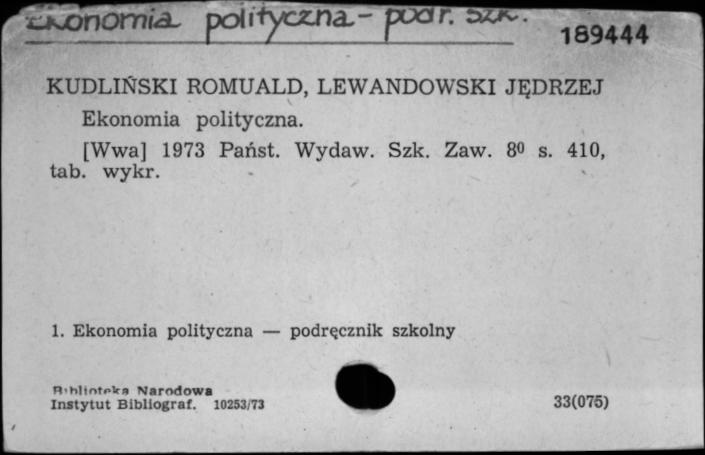 Ekonomia polityczna - podr. szk.
189444
KUDLIŃSKI ROMUALD, LEWANDOWSKI JĘDRZEJ
Ekonomia polityczna.
[Wwa] 1973 Państ. Wydaw. Szk. Zaw. 8⁰ s. 410,
tab. wykr.
1. Ekonomia polityczna — podręcznik szkolny
Biblioteka Narodowa
Instytut Bibliograf. 10253/73
33(075)